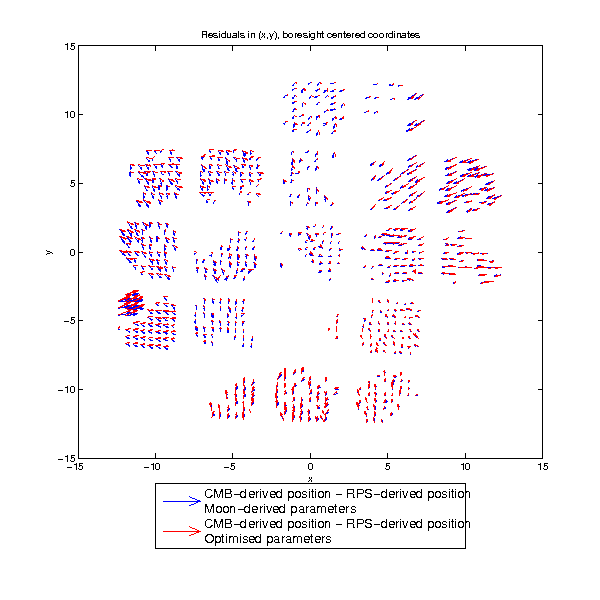 Residuals in (x,y), boresight centered coordinates
15
10
5
0
−5
−10
−15
y
−15 −10 −5 0 5 10 15
x
CMB−derived position − RPS−derived position
Moon−derived parameters
CMB−derived position − RPS−derived position
Optimised parameters